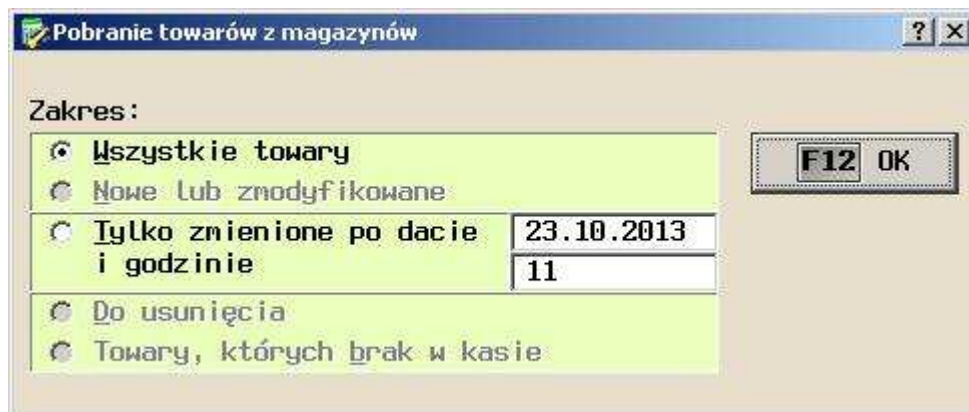 Pobranie towarów z magazynów
Zakres:
Wszystkie towary
Nowe lub zmodyfikowane
Tylko zmienione po dacie 23.10.2013
i godzinie 11
Do usunięcia
Towary, których brak w kasie
F12 OK